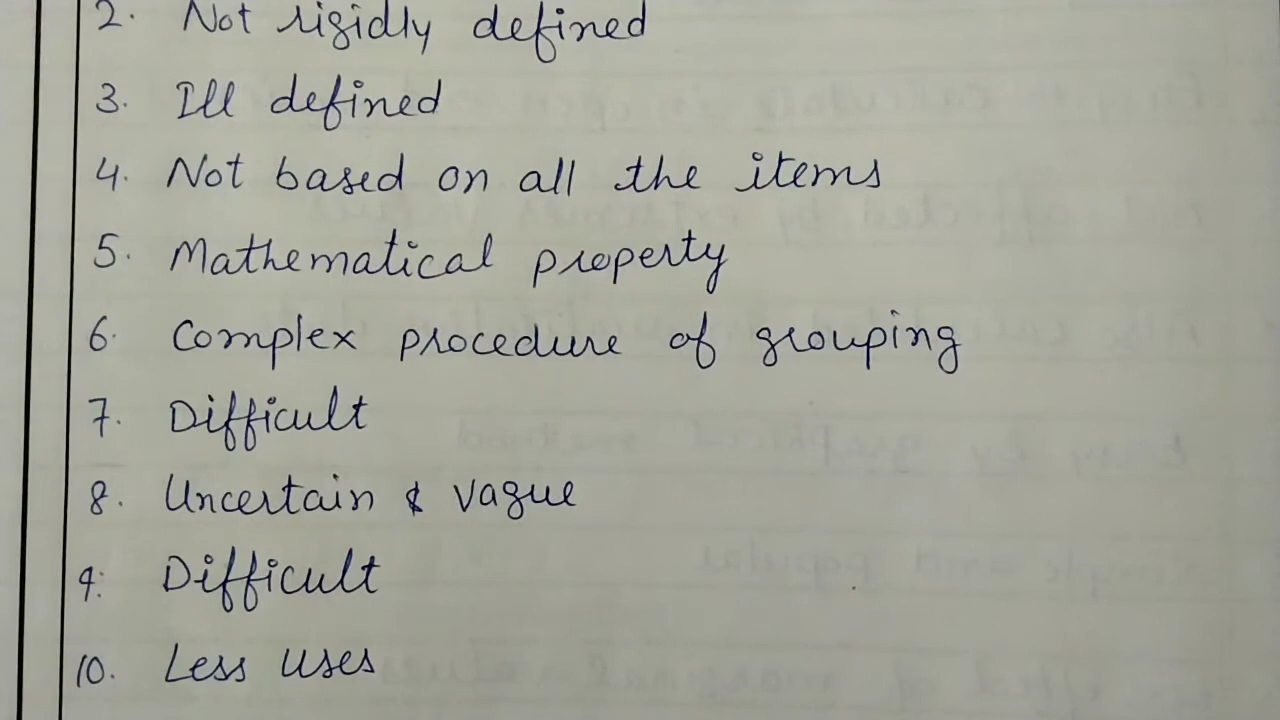 2. Not rigidly defined
3. Ill defined
4. Not based on all the items
5. Mathematical property
6. Complex procedure of grouping
7. Difficult
8. Uncertain & vague
9. Difficult
10. Less uses